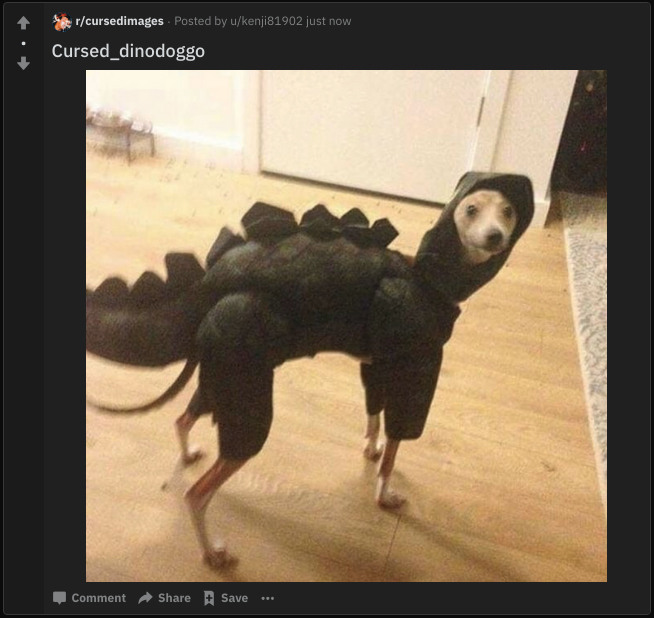 r/cursedimages · Posted by u/kenji81902 just now
Cursed_dinodoggo
Comment Share Save